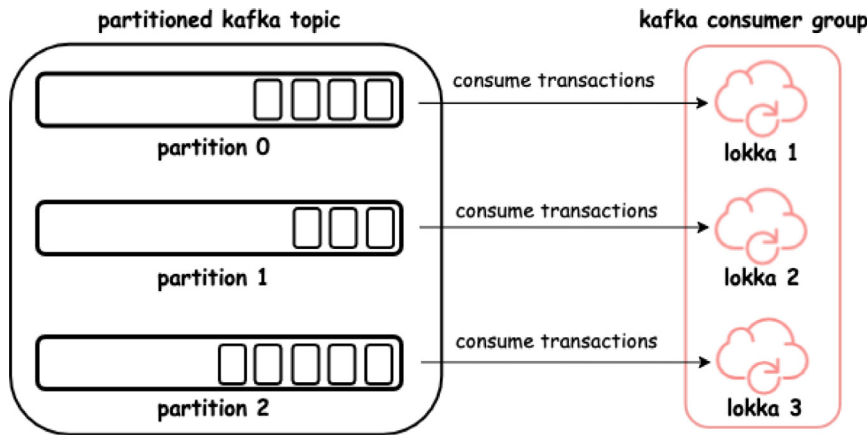 partitioned kafka topic
kafka consumer group
consume transactions
partition 0
lokka 1
consume transactions
partition 1
lokka 2
consume transactions
partition 2
lokka 3